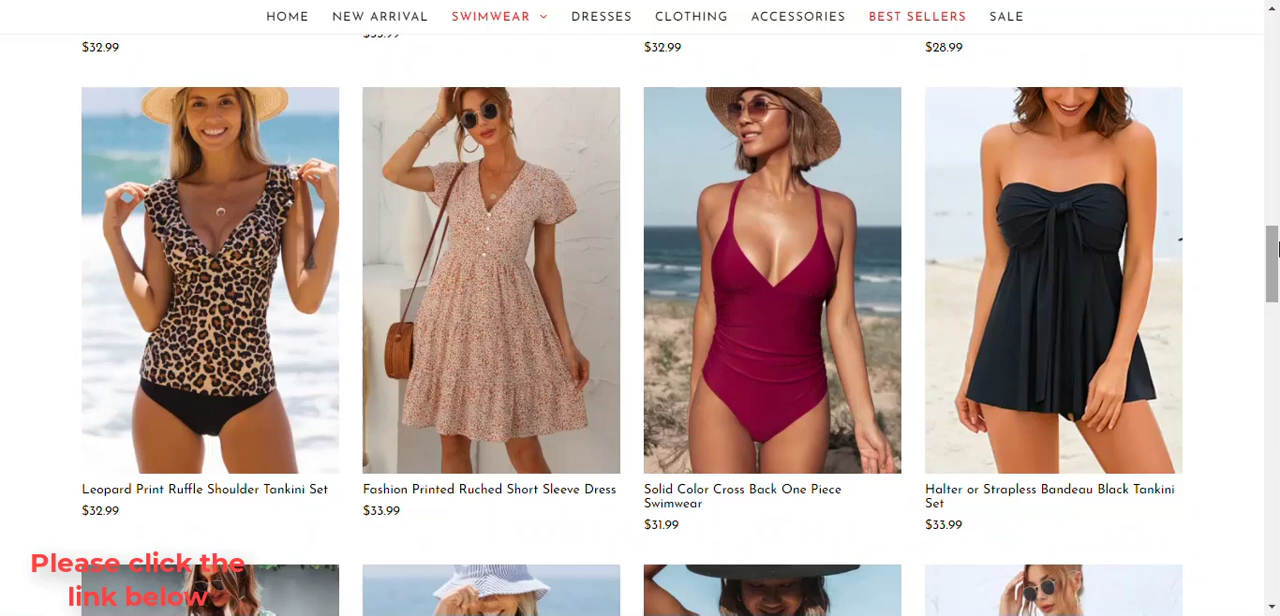 HOME NEW ARRIVAL SWIMWEAR DRESSES CLOTHING ACCESSORIES BEST SELLERS SALE
$32.99 $33.99 $32.99 $28.99
Leopard Print Ruffle Shoulder Tankini Set
$32.99
Fashion Printed Ruched Short Sleeve Dress
$33.99
Solid Color Cross Back One Piece
Swimwear
$31.99
Halter or Strapless Bandeau Black Tankini
Set
$33.99
Please click the
link below